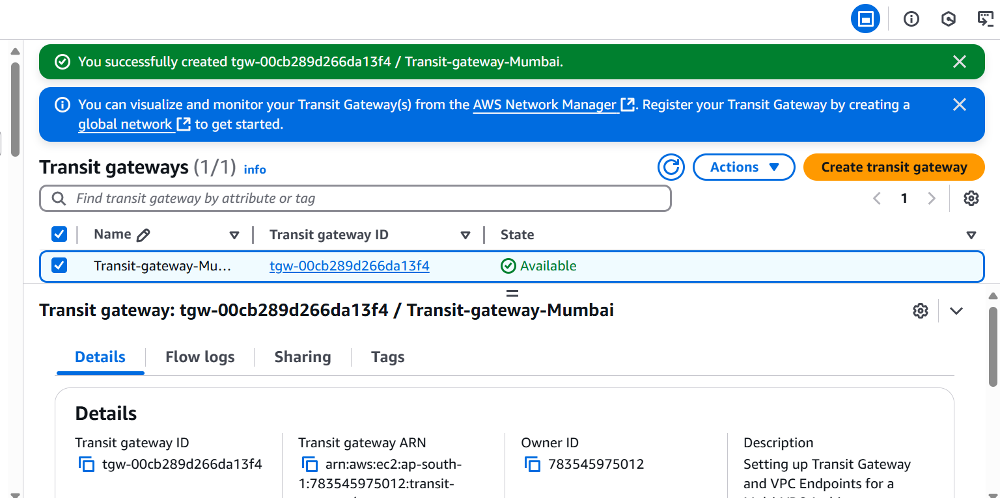 You successfully created tgw-00cb289d266da13f4 / Transit-gateway-Mumbai.
You can visualize and monitor your Transit Gateway(s) from the AWS Network Manager. Register your Transit Gateway by creating a
global network to get started.
Transit gateways (1/1) info
Actions
Create transit gateway
Find transit gateway by attribute or tag
1
Name Transit gateway ID State
Transit-gateway-Mu... tgw-00cb289d266da13f4 Available
Transit gateway: tgw-00cb289d266da13f4 / Transit-gateway-Mumbai
Details Flow logs Sharing Tags
Details
Transit gateway ID
tgw-00cb289d266da13f4
Transit gateway ARN
arn:aws:ec2:ap-south-
1:783545975012:transit-
Owner ID
783545975012
Description
Setting up Transit Gateway
and VPC Endpoints for a